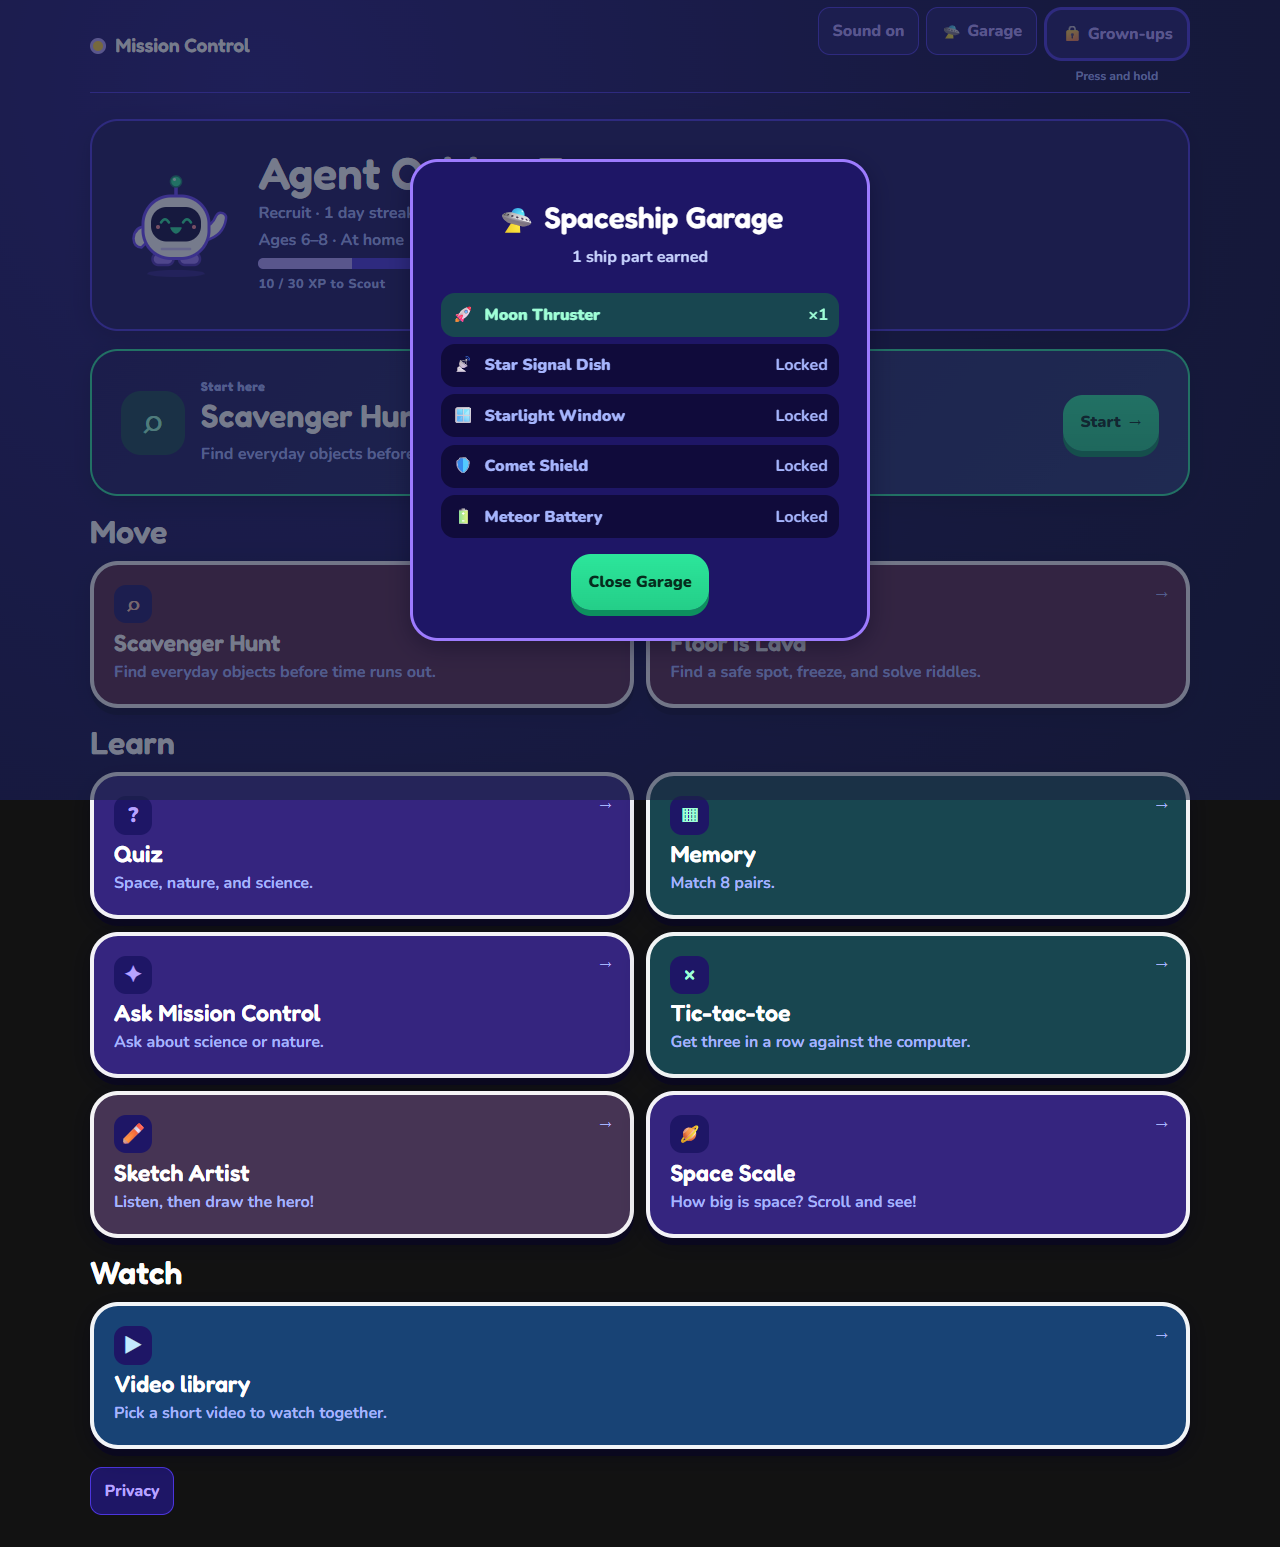 Mission Control
Sound on
Garage
Grown-ups
Press and hold
Agent
Recruit · 1 day streak
Ages 6–8 · At home
10 / 30 XP to Scout
Start here
Scavenger Hun
Find everyday objects before
Start →
Spaceship Garage
1 ship part earned
Moon Thruster ×1
Star Signal Dish Locked
Starlight Window Locked
Comet Shield Locked
Meteor Battery Locked
Close Garage
Move
Scavenger Hunt
Find everyday objects before time runs out.
→
Floor is Lava
Find a safe spot, freeze, and solve riddles.
Learn
? →
Quiz
Space, nature, and science.
→
Memory
Match 8 pairs.
→
Ask Mission Control
Ask about science or nature.
× →
Tic-tac-toe
Get three in a row against the computer.
→
Sketch Artist
Listen, then draw the hero!
→
Space Scale
How big is space? Scroll and see!
Watch
→
Video library
Pick a short video to watch together.
Privacy